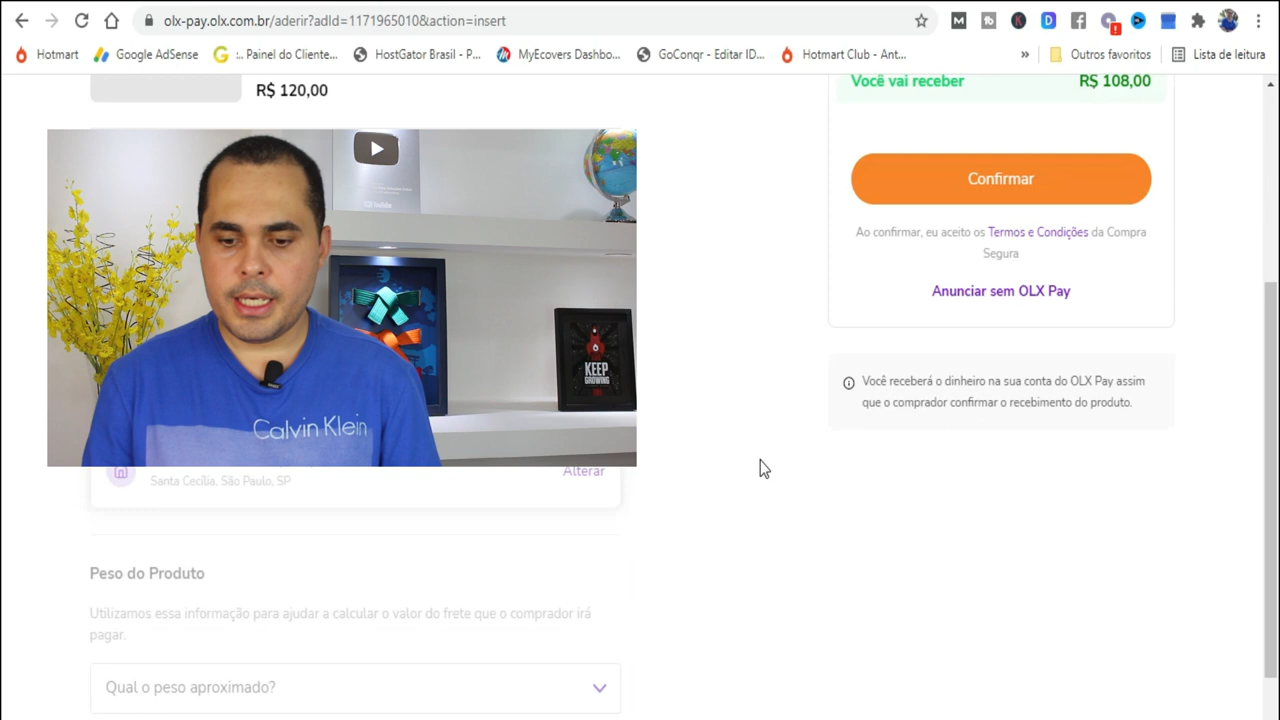 olx-pay.olx.com.br/aderir?adId=1171965010&action=insert
Hotmart
Google AdSense
:.. Painel do Cliente...
HostGator Brasil - P...
MyEcovers Dashbo...
GoConqr - Editar ID...
Hotmart Club - Ant...
»
Outros favoritos
Lista de leitura
R$ 120,00
Você vai receber
R$ 108,00
Confirmar
Ao confirmar, eu aceito os Termos e Condições da Compra
Segura
Anunciar sem OLX Pay
Você receberá o dinheiro na sua conta do OLX Pay assim
que o comprador confirmar o recebimento do produto.
YouTube
KEEP
GROWING
Calvin Klein
Alterar
Santa Cecília, São Paulo, SP
Peso do Produto
Utilizamos essa informação para ajudar a calcular o valor do frete que o comprador irá
pagar.
Qual o peso aproximado?